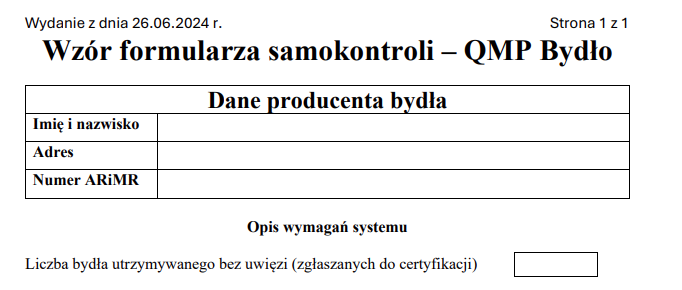 Wydanie z dnia 26.06.2024 r. Strona 1 z 1
Wzór formularza samokontroli – QMP Bydło
Dane producenta bydła
Imię i nazwisko
Adres
Numer ARiMR
Opis wymagań systemu
Liczba bydła utrzymywanego bez uwięzi (zgłaszanych do certyfikacji)